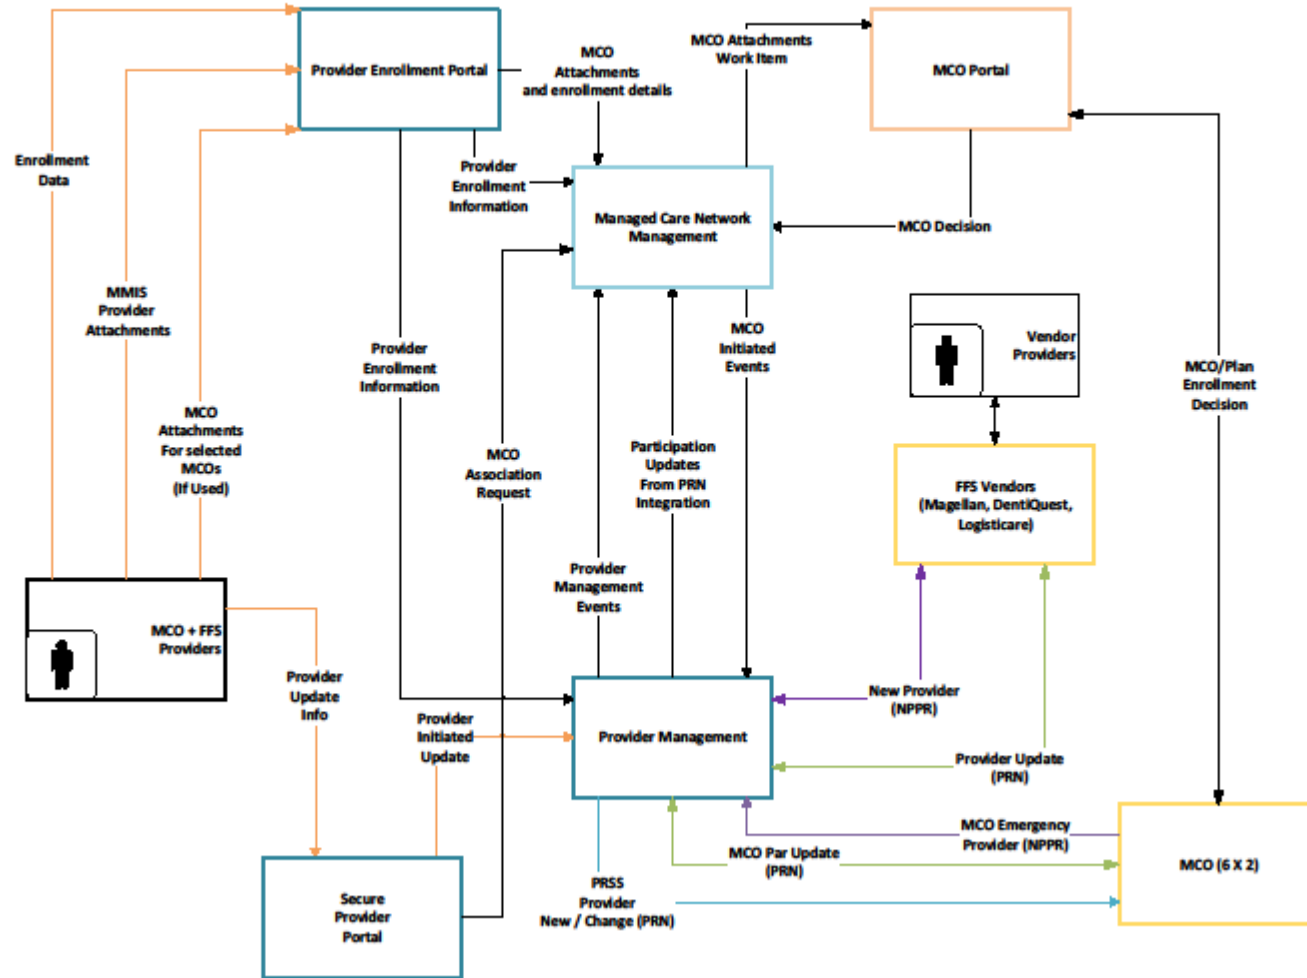 Provider Enrollment Portal
MCO
Attachments
and enrollment details
MCO Attachments
Work Item
MCO Portal
Enrollment
Data
Provider
Enrollment
Information
Managed Care Network
Management
MCO Decision
MMIS
Provider
Attachments
Provider
Enrollment
Information
MCO
Initiated
Events
Vendor
Providers
MCO/Plan
Enrollment
Decision
MCO
Attachments
For selected
MCOs
(If Used)
MCO
Association
Request
Participation
Updates
From PRN
Integration
FFS Vendors
(Magellan, DentiQuest,
Logisticare)
Provider
Management
Events
MCO + FFS
Providers
Provider
Update
Info
Provider
Initiated
Update
Provider Management
New Provider
(NPPR)
Provider Update
(PRN)
MCO Emergency
Provider (NPPR)
MCO Par Update
(PRN)
MCO (6 X 2)
PRSS
Provider
New / Change (PRN)
Secure
Provider
Portal